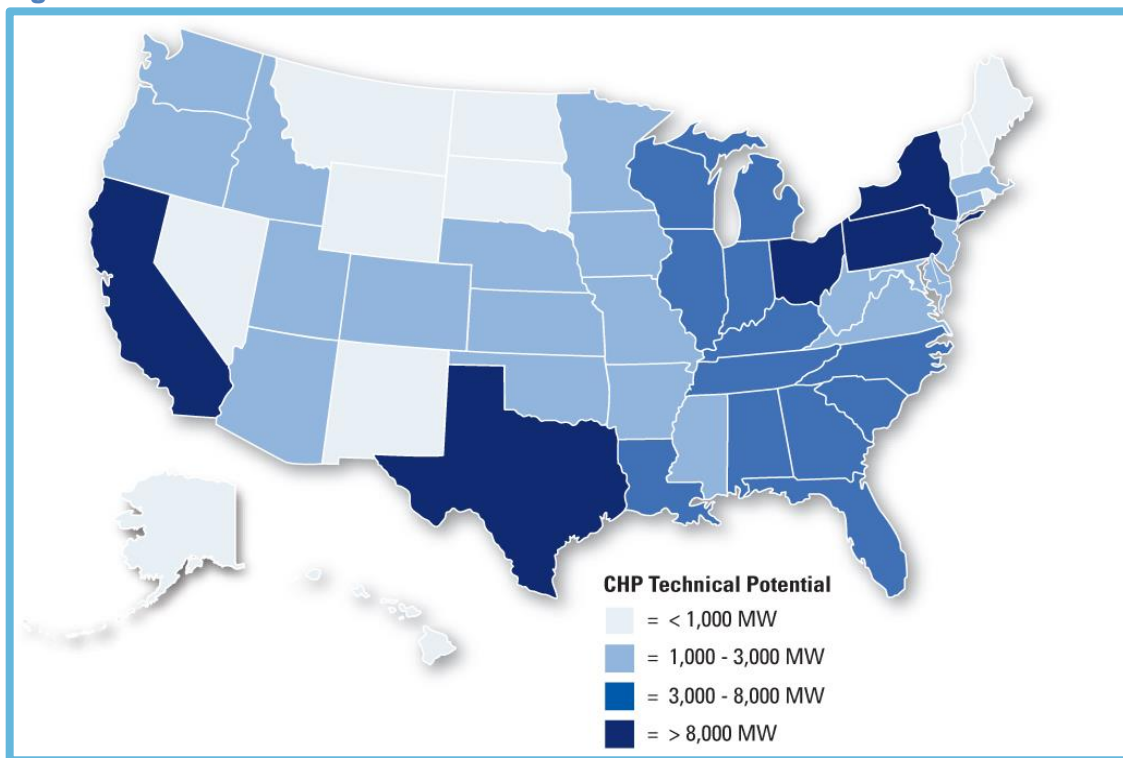 CHP Technical Potential
= < 1,000 MW
= 1,000 - 3,000 MW
= 3,000 - 8,000 MW
= > 8,000 MW